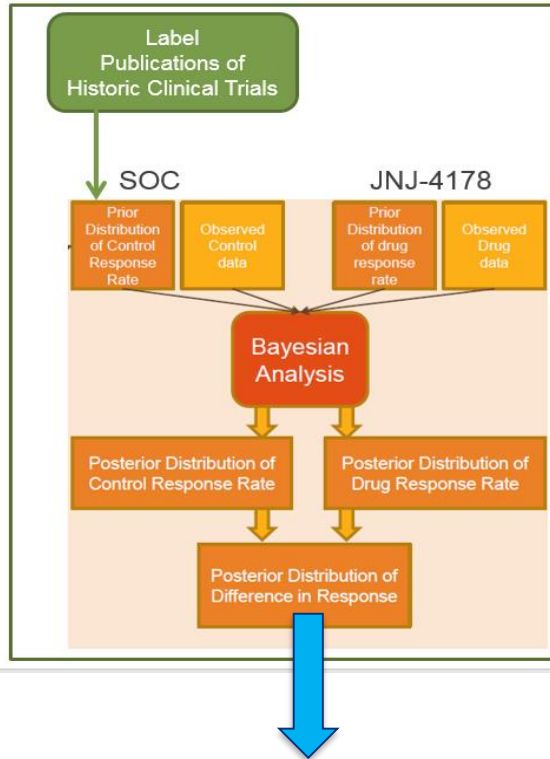 Label
Publications of
Historic Clinical Trials
SOC
JNJ-4178
Prior
Distribution
of Control
Response
Rate
Observed
Control
data
Prior
Distribution
of drug
response
rate
Observed
Drug
data
Bayesian
Analysis
Posterior Distribution of
Control Response Rate
Posterior Distribution of
Drug Response Rate
Posterior Distribution of
Difference in Response